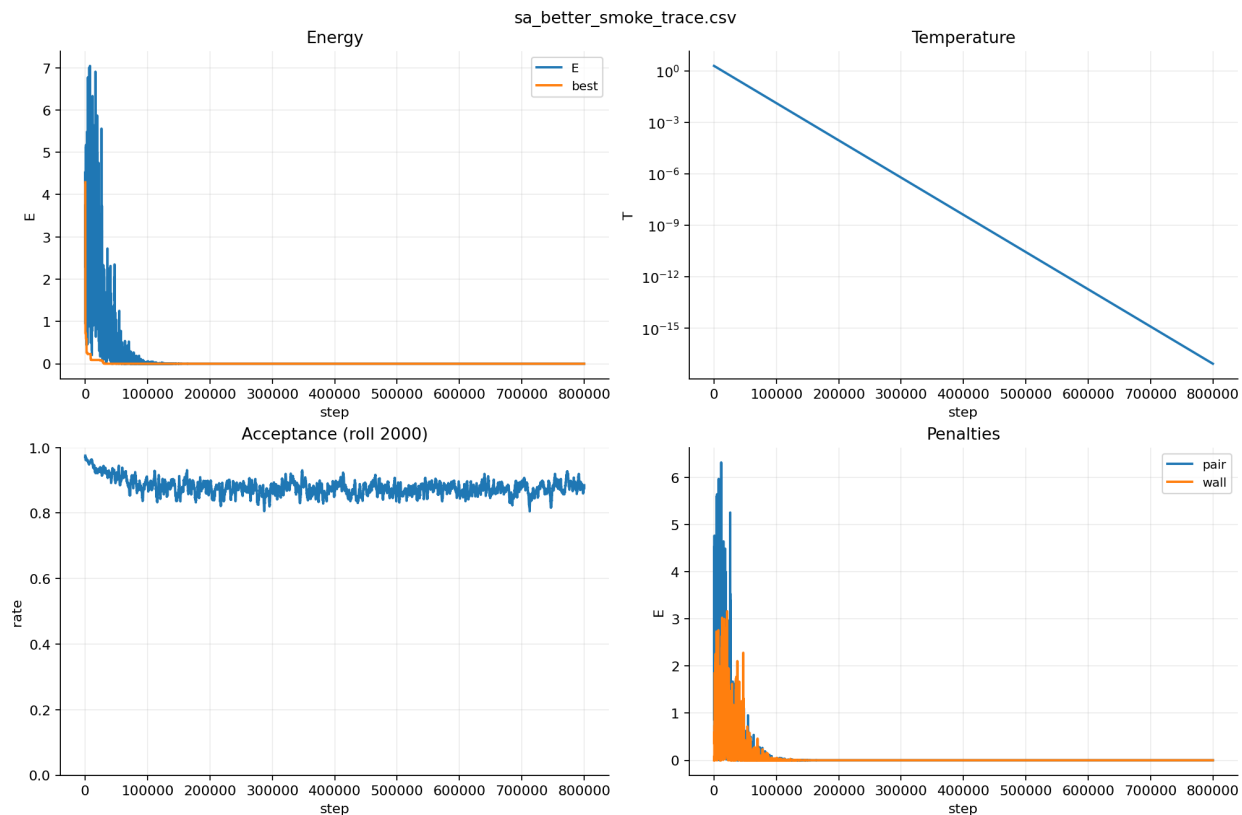 sa_better_smoke_trace.csv
Energy
E
best
7
6
5
4
3
2
1
0
E
0 100000 200000 300000 400000 500000 600000 700000 800000
step
Temperature
10⁰
10⁻³
10⁻⁶
10⁻⁹
10⁻¹²
10⁻¹⁵
T
0 100000 200000 300000 400000 500000 600000 700000 800000
step
Acceptance (roll 2000)
1.0
0.8
0.6
0.4
0.2
0.0
rate
0 100000 200000 300000 400000 500000 600000 700000 800000
step
Penalties
pair
wall
6
5
4
3
2
1
0
E
0 100000 200000 300000 400000 500000 600000 700000 800000
step